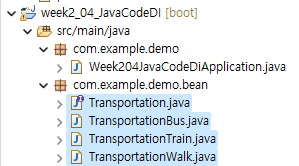 week2_04_JavaCodeDI [boot]
src/main/java
com.example.demo
Week204JavaCodeDiApplication.java
com.example.demo.bean
Transportation.java
TransportationBus.java
TransportationTrain.java
TransportationWalk.java